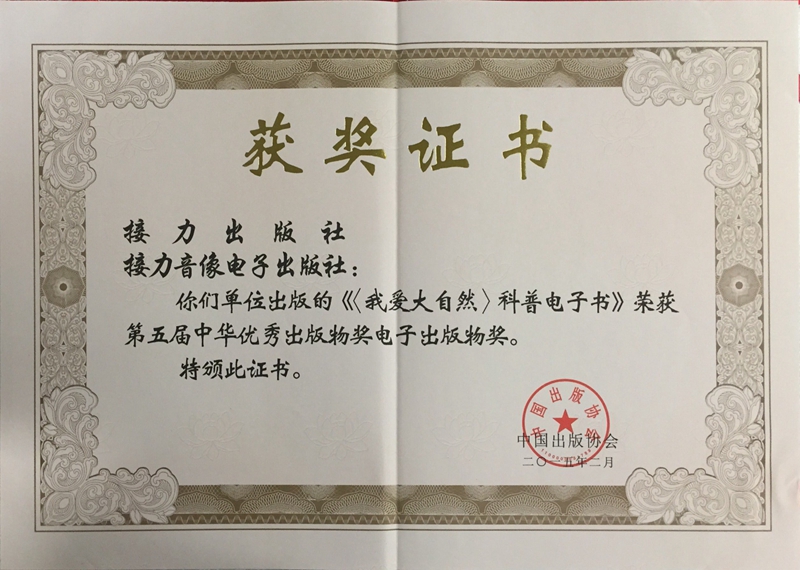 获奖证书
接力出版社
接力音像电子出版社：
你们单位出版的《〈我爱大自然〉科普电子书》荣获
第五届中华优秀出版物奖电子出版物奖。
特颁此证书。
中国出版协会
中国出版协会
二〇一五年二月